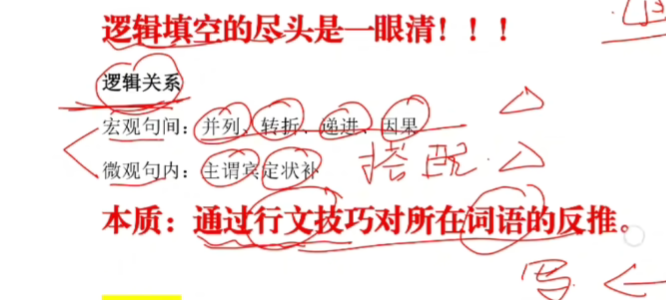 逻辑填空的尽头是一眼清！！！
逻辑关系
宏观句间：并列、转折、递进、因果
微观句内：主谓宾定状补 搭配
本质：通过行文技巧对所在词语的反推。
写